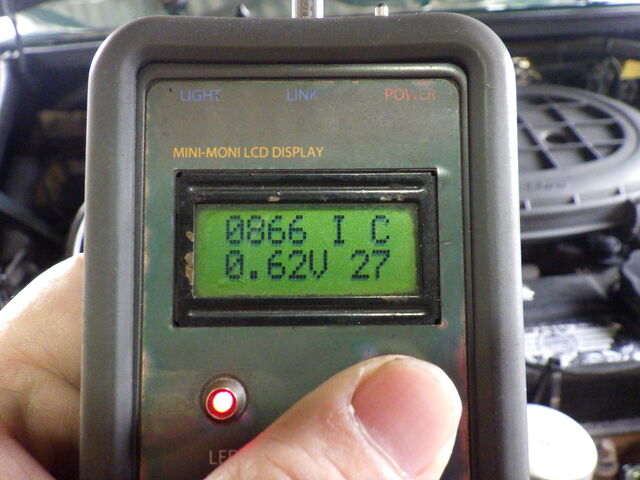 LIGHT LINK POWER
MINI-MONI LCD DISPLAY
0866 I C
0.62V 27